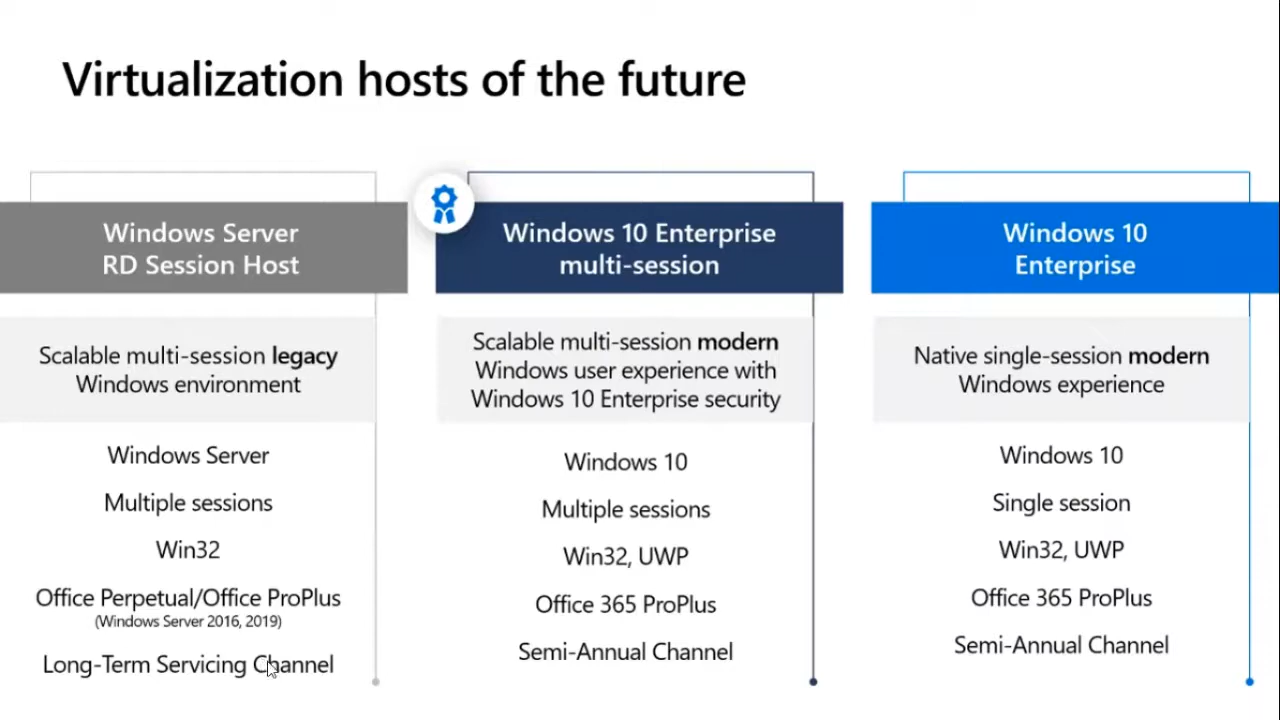 Virtualization hosts of the future
Windows Server
RD Session Host
Scalable multi-session legacy
Windows environment
Windows Server
Multiple sessions
Win32
Office Perpetual/Office ProPlus
(Windows Server 2016, 2019)
Long-Term Servicing Channel
Windows 10 Enterprise
multi-session
Scalable multi-session modern
Windows user experience with
Windows 10 Enterprise security
Windows 10
Multiple sessions
Win32, UWP
Office 365 ProPlus
Semi-Annual Channel
Windows 10
Enterprise
Native single-session modern
Windows experience
Windows 10
Single session
Win32, UWP
Office 365 ProPlus
Semi-Annual Channel